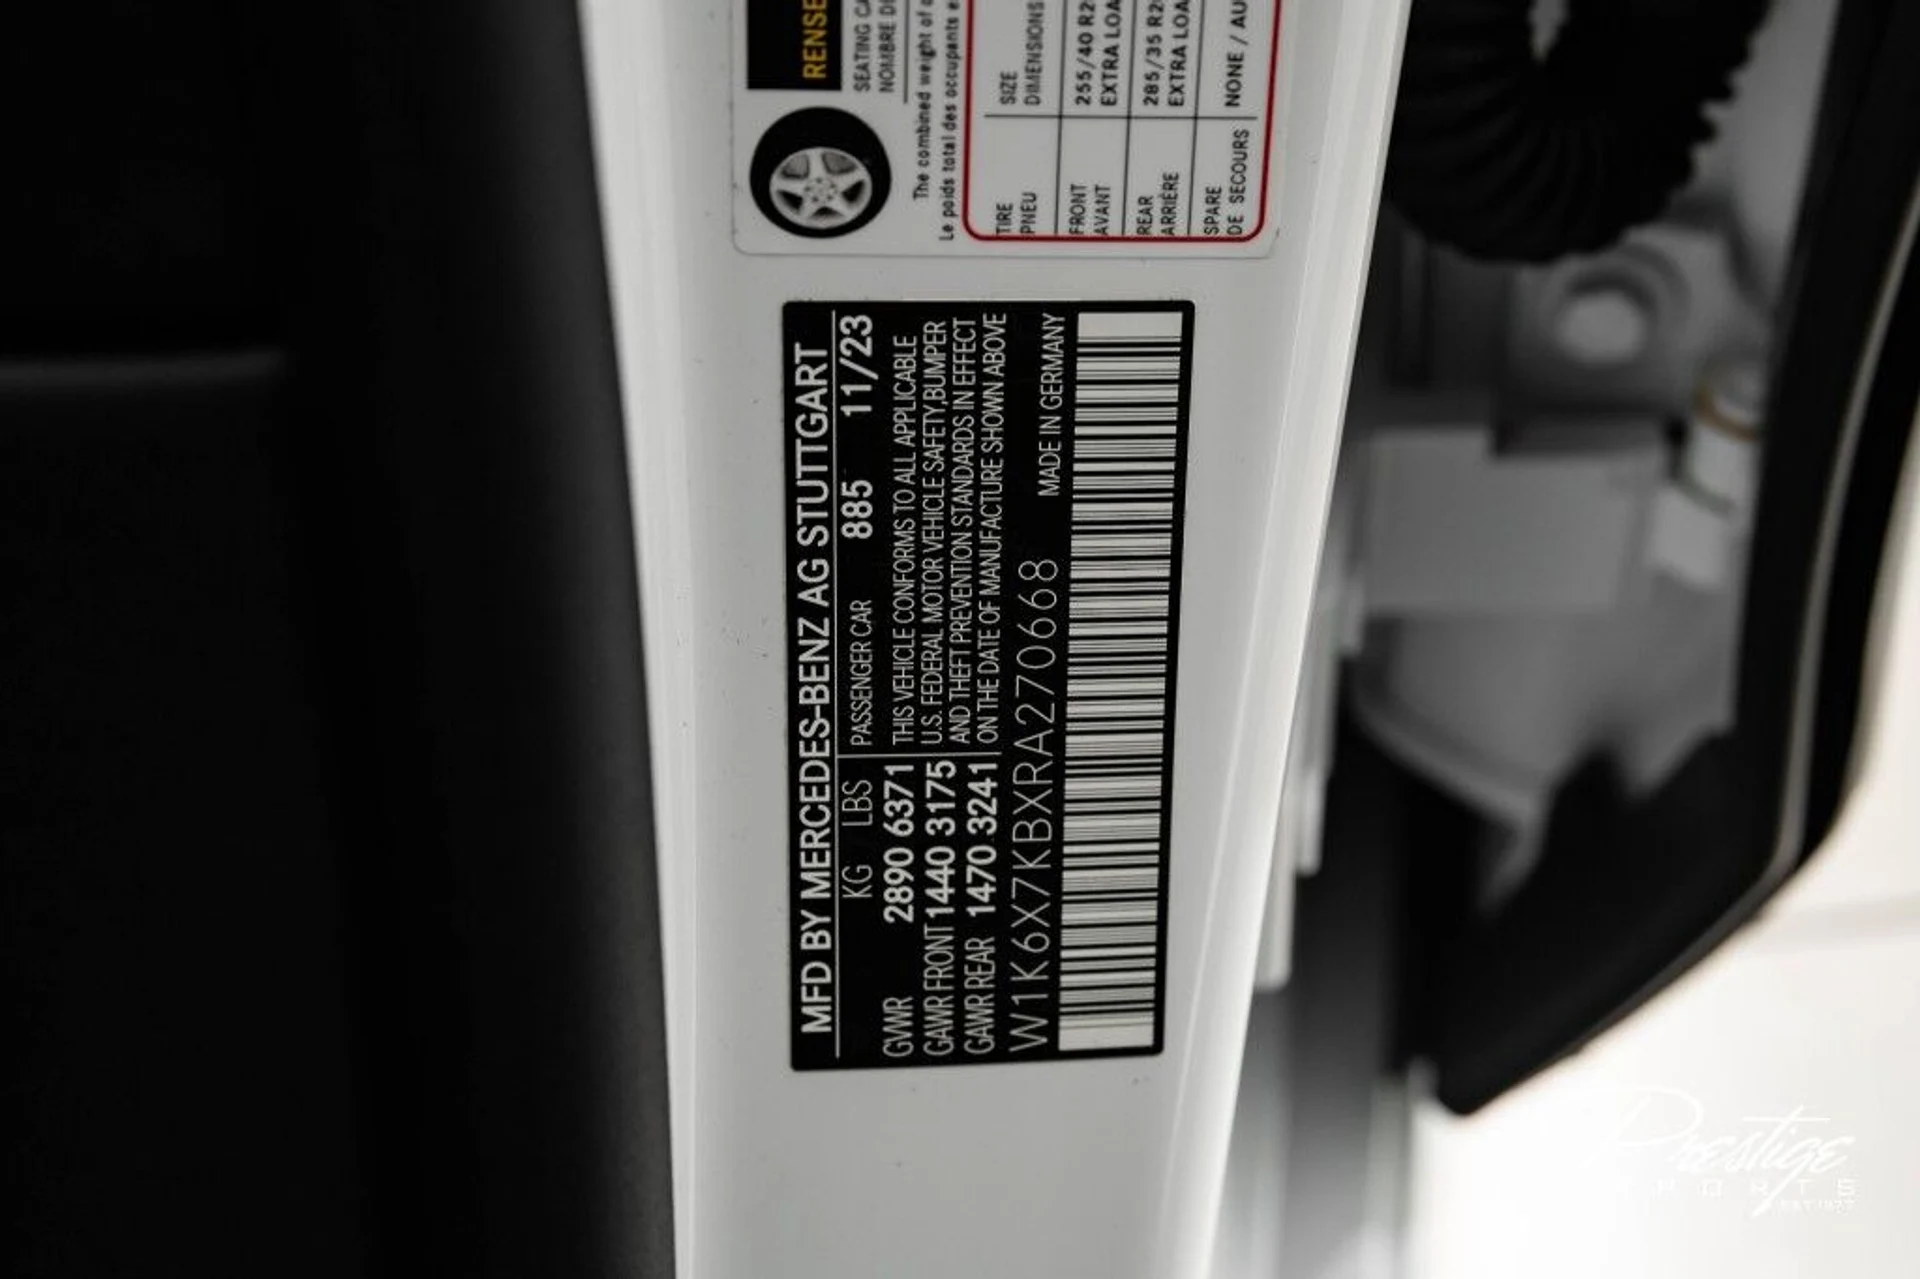 RENSE
SEATING CA
NOMBRE DE
The combined weight of o
Le poids total des occupants e
TIRE SIZE
PNEU DIMENSIONS
FRONT 255/40 R2
AVANT EXTRA LOA
REAR 285/35 R2
ARRIÈRE EXTRA LOA
SPARE NONE / AU
DE SECOURS
MFD BY MERCEDES-BENZ AG STUTTGART
KG LBS PASSENGER CAR 885 11/23
GVWR 2890 6371 THIS VEHICLE CONFORMS TO ALL APPLICABLE
GAWR FRONT 1440 3175 U.S. FEDERAL MOTOR VEHICLE SAFETY, BUMPER
AND THEFT PREVENTION STANDARDS IN EFFECT
GAWR REAR 1470 3241 ON THE DATE OF MANUFACTURE SHOWN ABOVE
W1K6X7KBXRA270668 MADE IN GERMANY
Prestige